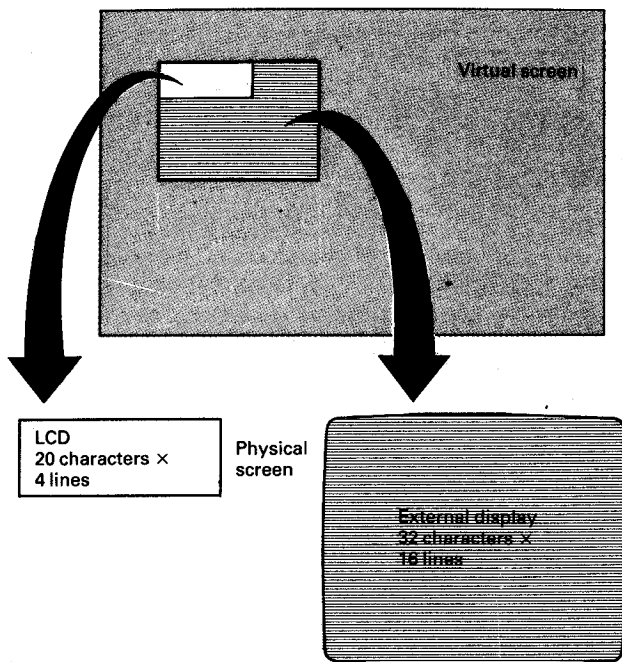 Virtual screen
LCD
20 characters ×
4 lines
Physical
screen
External display
32 characters ×
16 lines